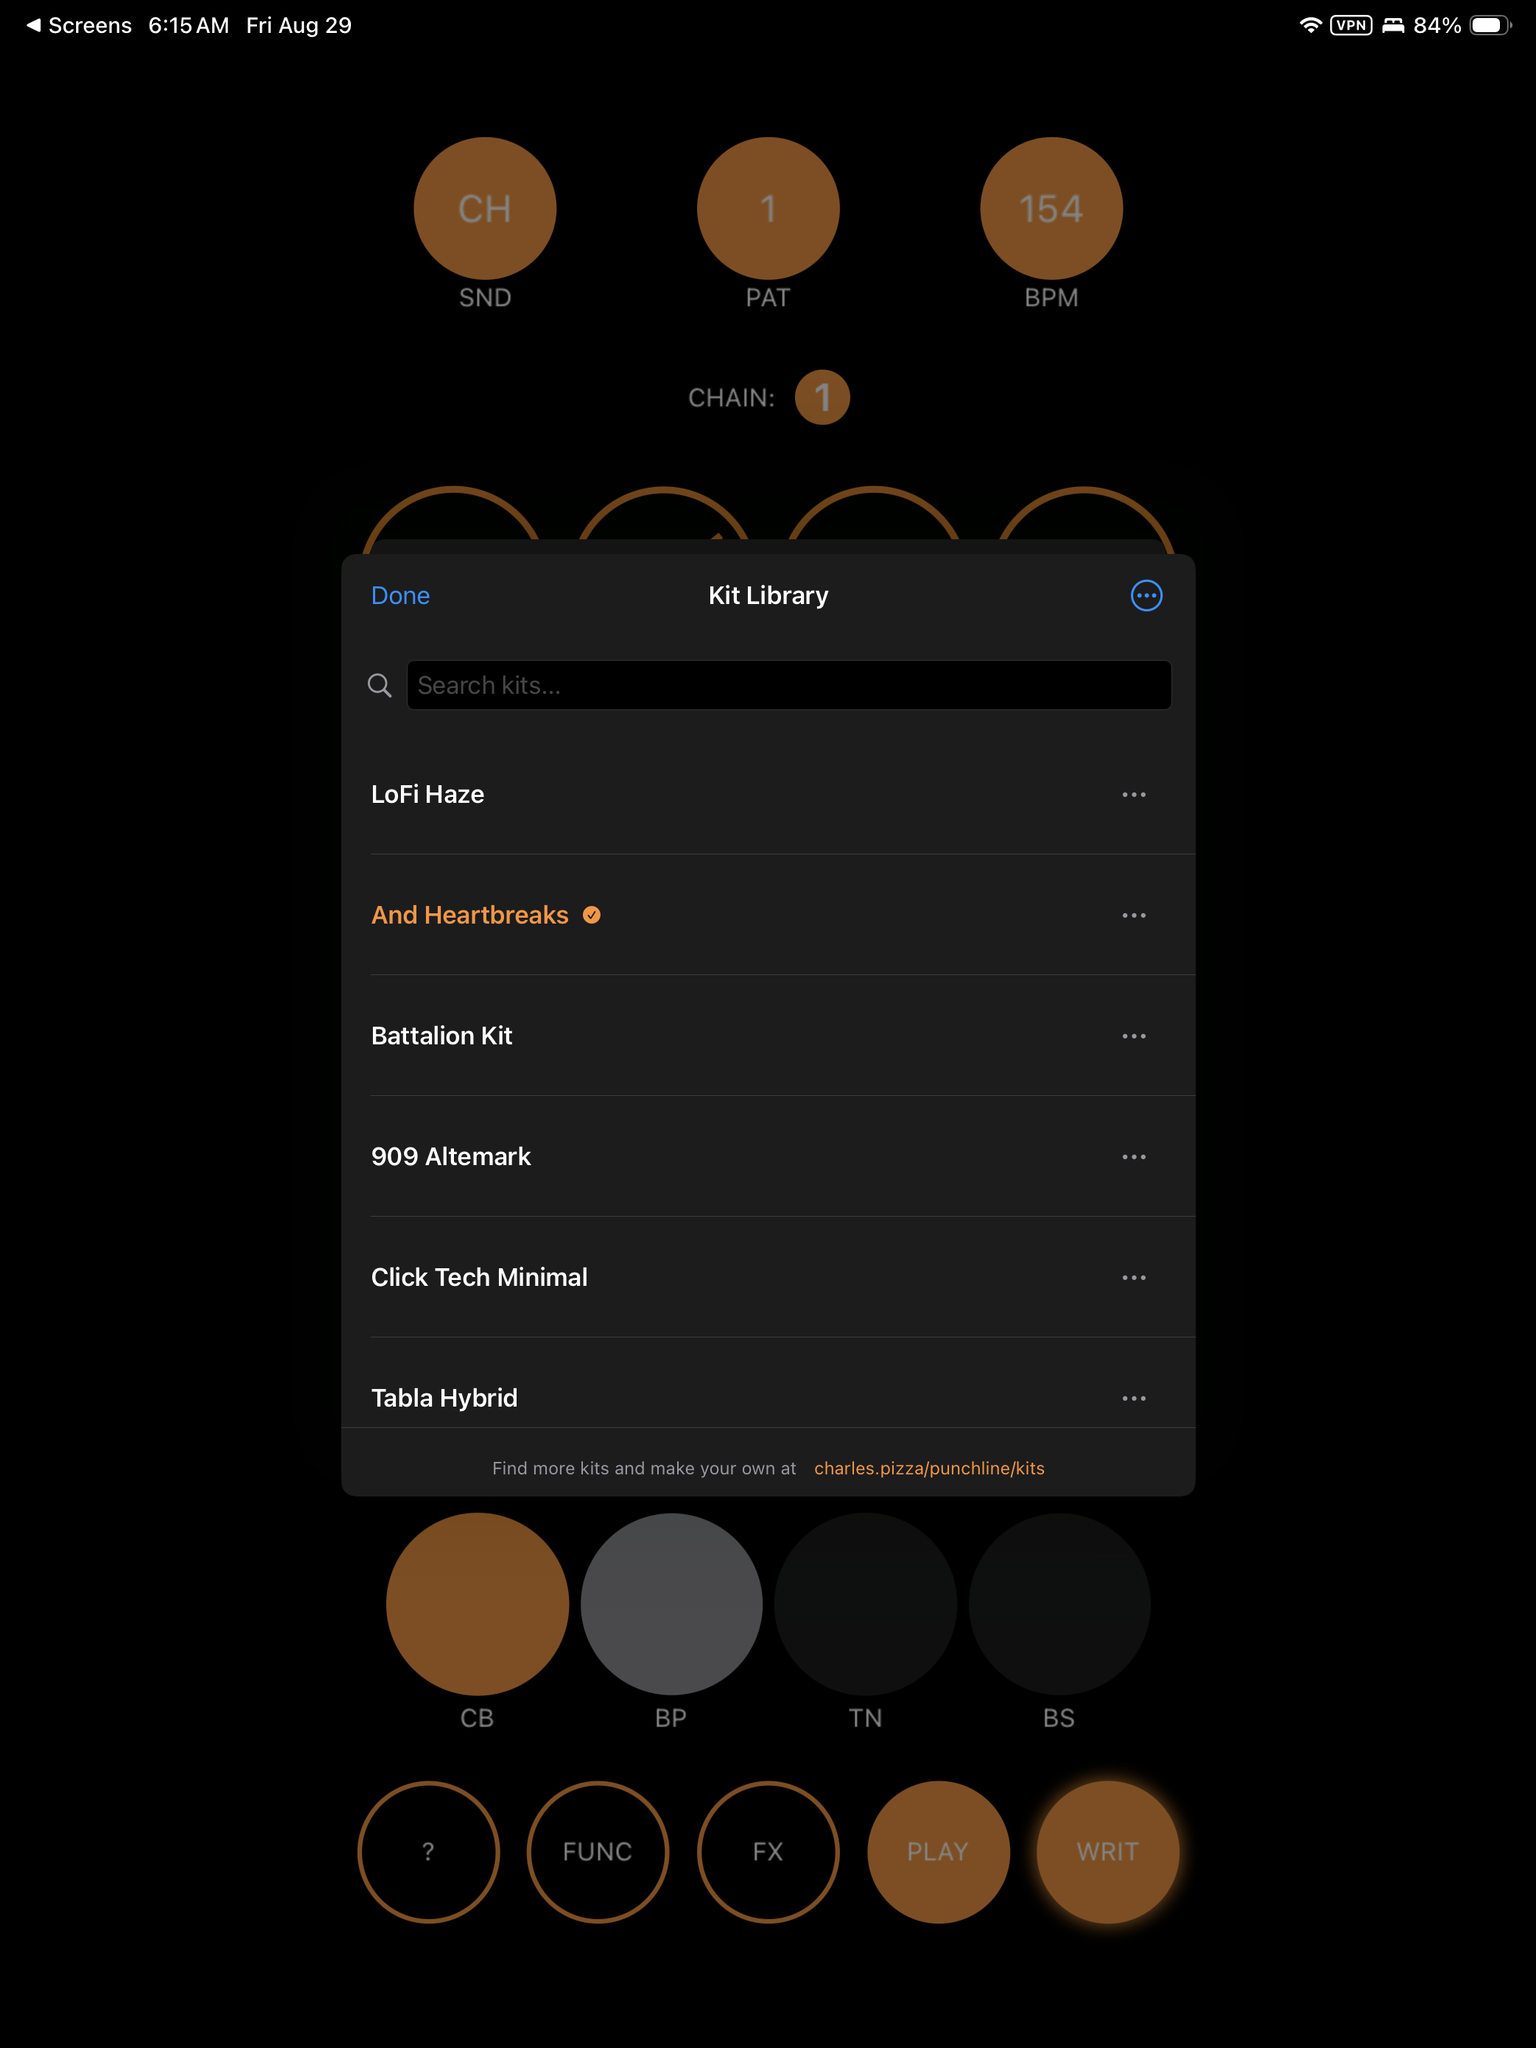 Screens 6:15 AM Fri Aug 29 VPN 84%
CH 1 154
SND PAT BPM
CHAIN: 1
Done Kit Library
Search kits...
LoFi Haze
And Heartbreaks
Battalion Kit
909 Altemark
Click Tech Minimal
Tabla Hybrid
Find more kits and make your own at charles.pizza/punchline/kits
CB BP TN BS
? FUNC FX PLAY WRIT